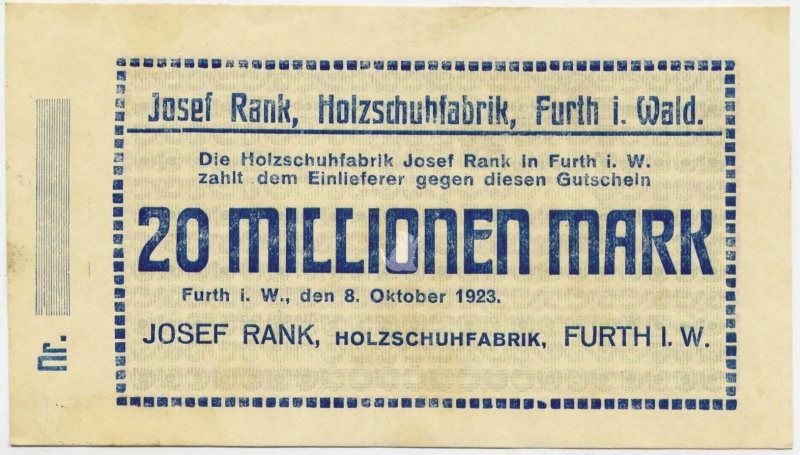 Josef Rank, Holzschuhfabrik, Furth i. Wald.
Die Holzschuhfabrik Josef Rank in Furth i. W.
zahlt dem Einlieferer gegen diesen Gutschein
20 MILLIONEN MARK
Furth i. W., den 8. Oktober 1923.
JOSEF RANK, HOLZSCHUHFABRIK, FURTH I. W.
Nr.